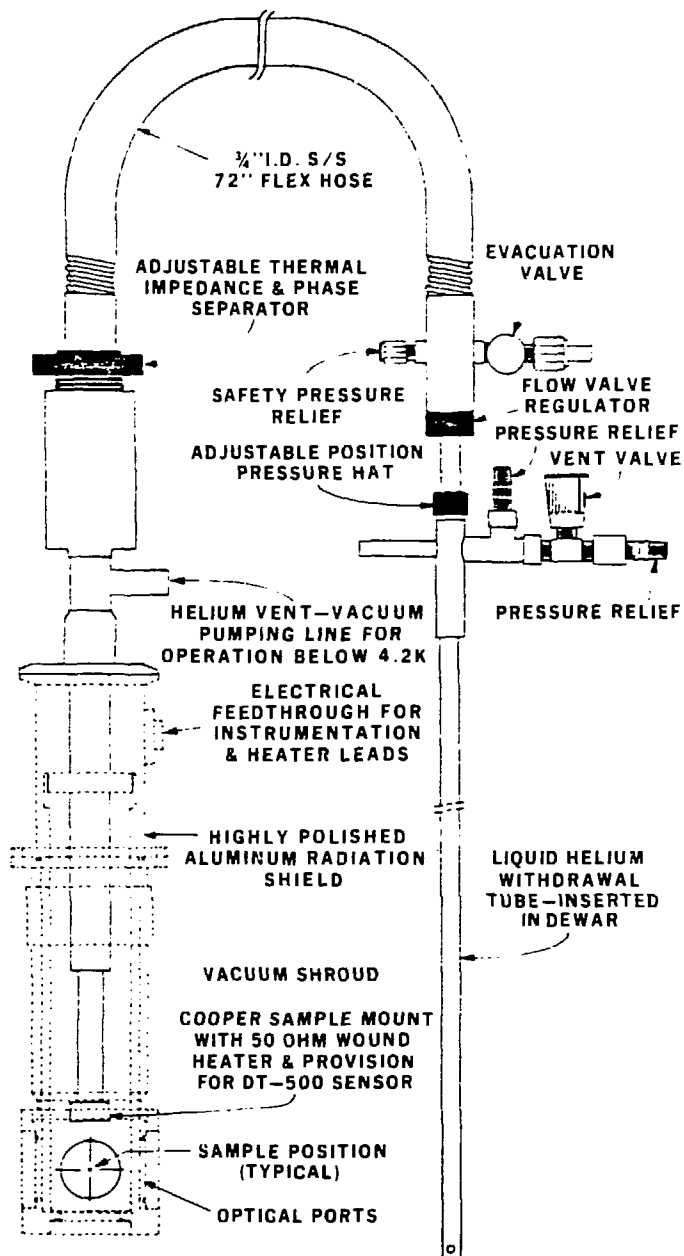 ¾"I.D. S/S
72" FLEX HOSE
EVACUATION
VALVE
ADJUSTABLE THERMAL
IMPEDANCE & PHASE
SEPARATOR
SAFETY PRESSURE
RELIEF
FLOW VALVE
REGULATOR
PRESSURE RELIEF
VENT VALVE
ADJUSTABLE POSITION
PRESSURE HAT
HELIUM VENT—VACUUM
PUMPING LINE FOR
OPERATION BELOW 4.2K
PRESSURE RELIEF
ELECTRICAL
FEEDTHROUGH FOR
INSTRUMENTATION
& HEATER LEADS
HIGHLY POLISHED
ALUMINUM RADIATION
SHIELD
LIQUID HELIUM
WITHDRAWAL
TUBE—INSERTED
IN DEWAR
VACUUM SHROUD
COOPER SAMPLE MOUNT
WITH 50 OHM WOUND
HEATER & PROVISION
FOR DT—500 SENSOR
SAMPLE POSITION
(TYPICAL)
OPTICAL PORTS